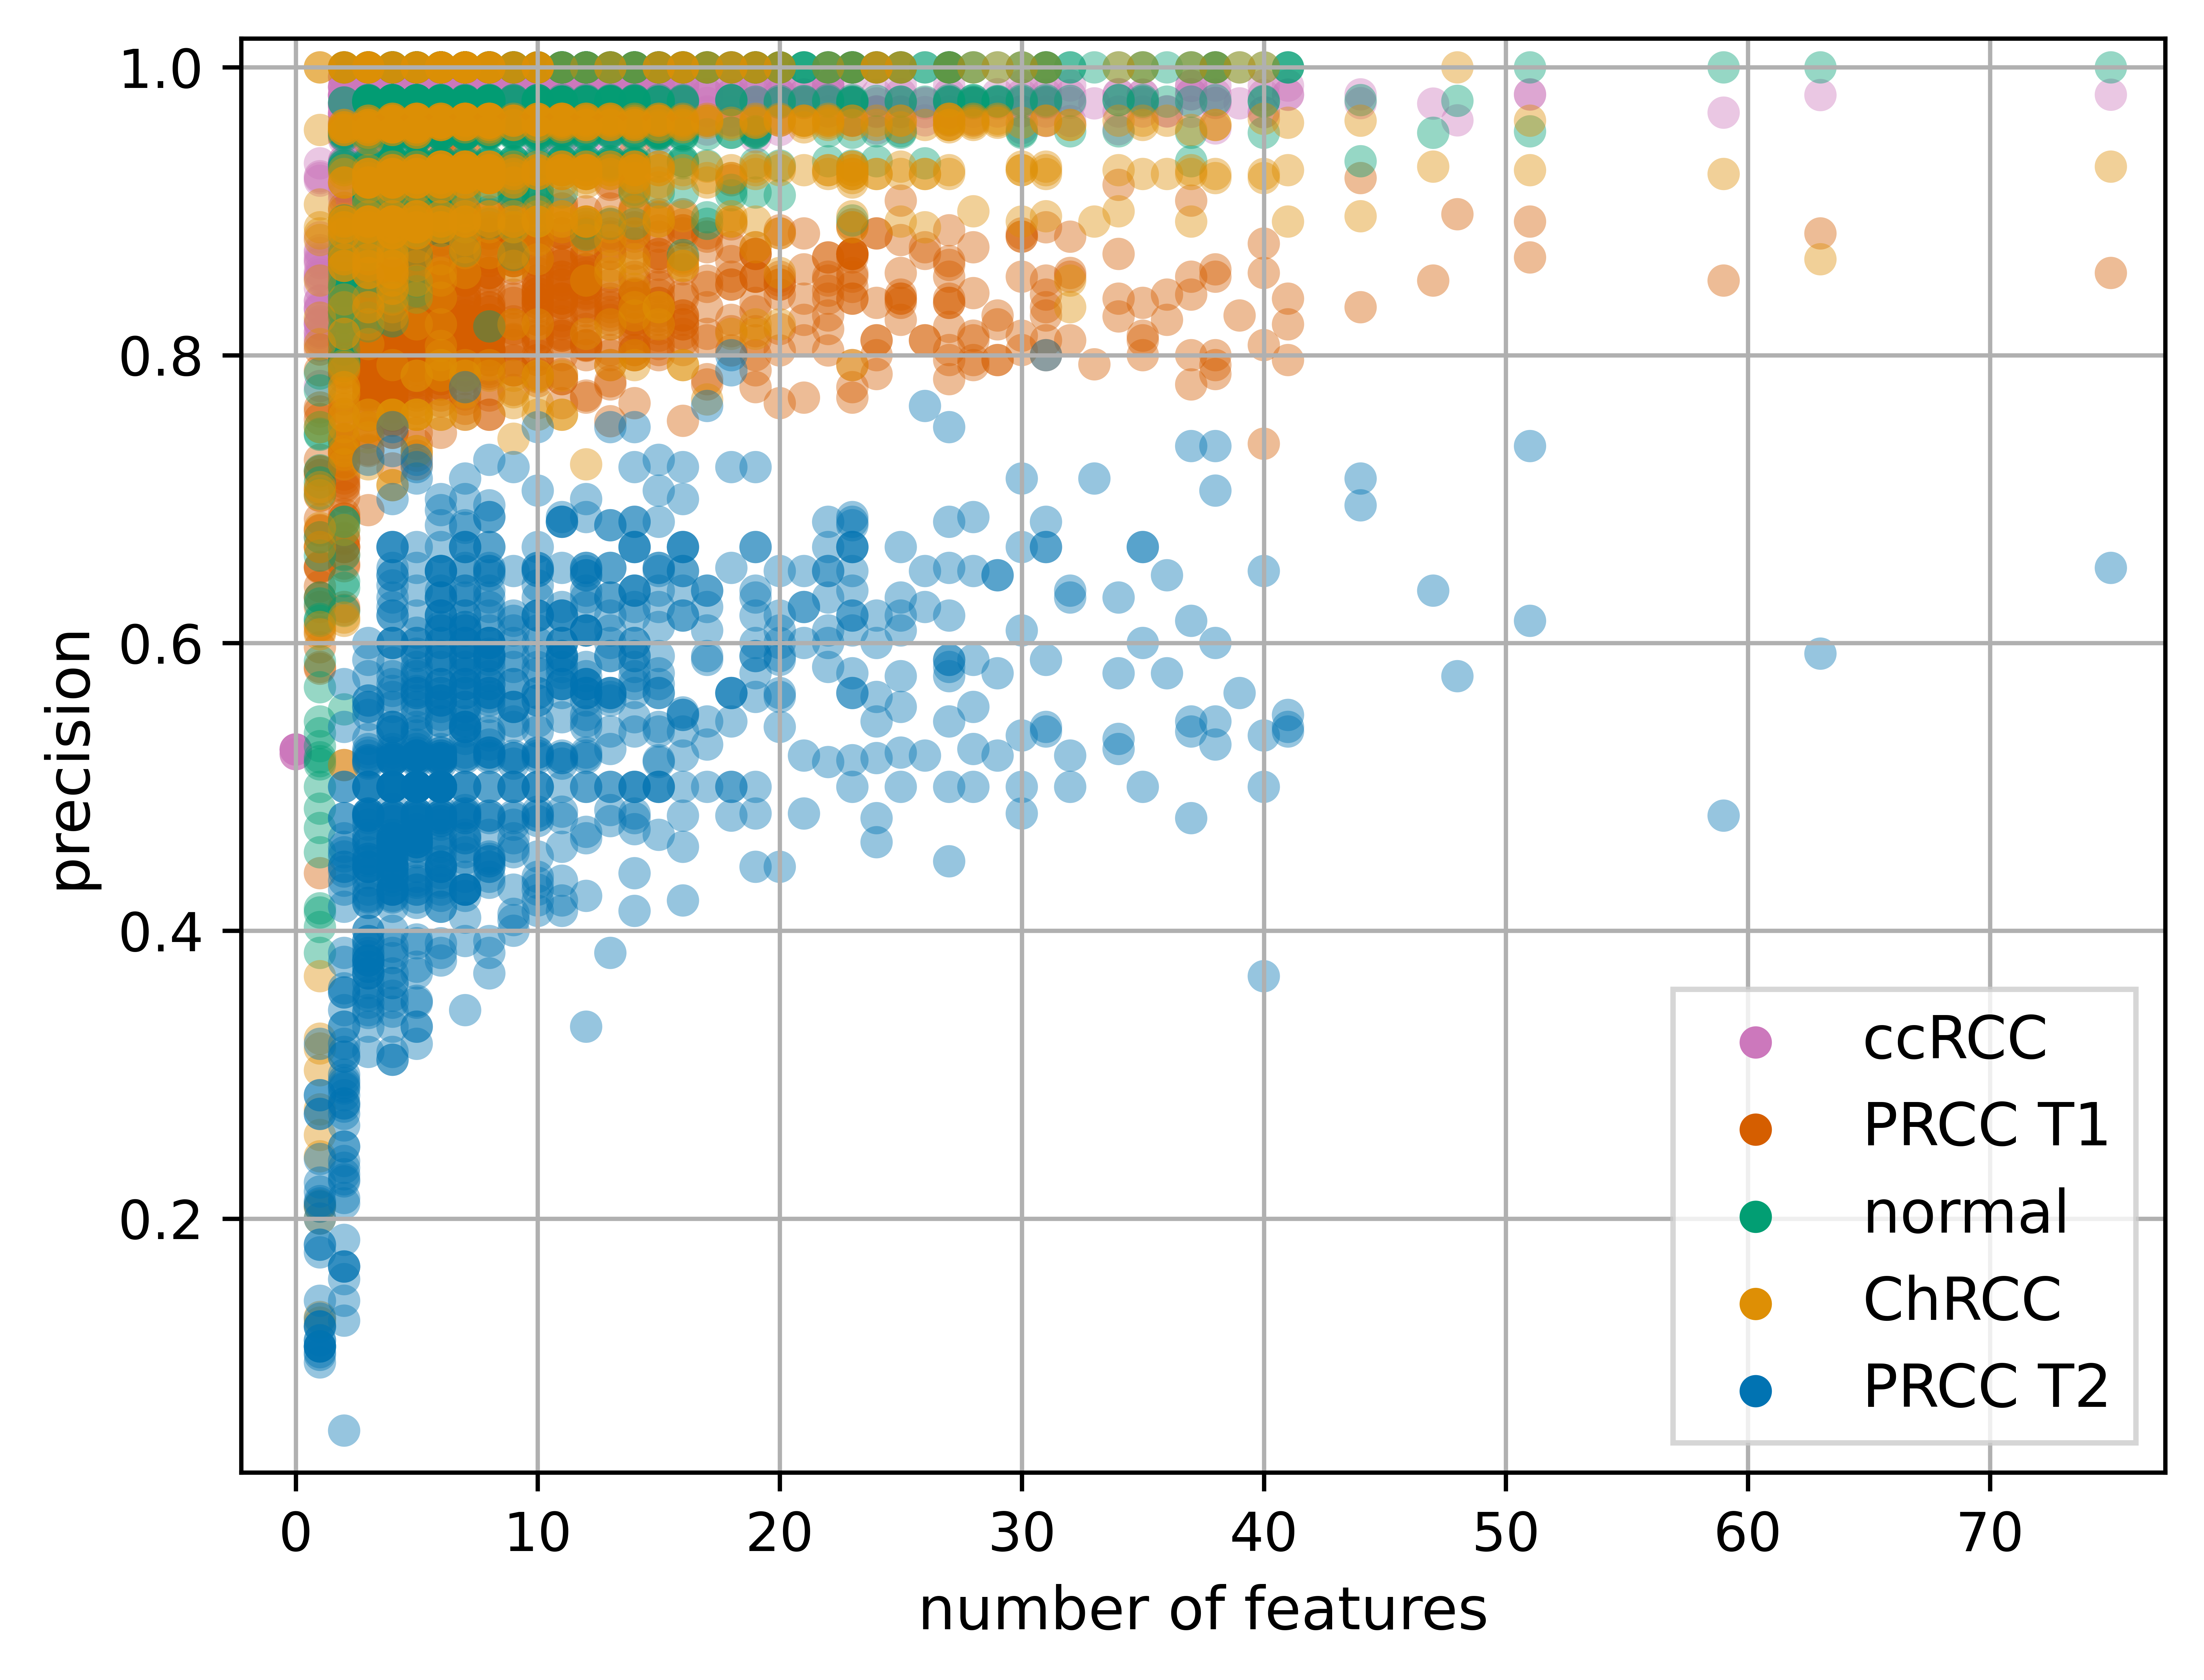 1.0
0.8
0.6
0.4
0.2
precision
0 10 20 30 40 50 60 70
number of features
ccRCC
PRCC T1
normal
ChRCC
PRCC T2